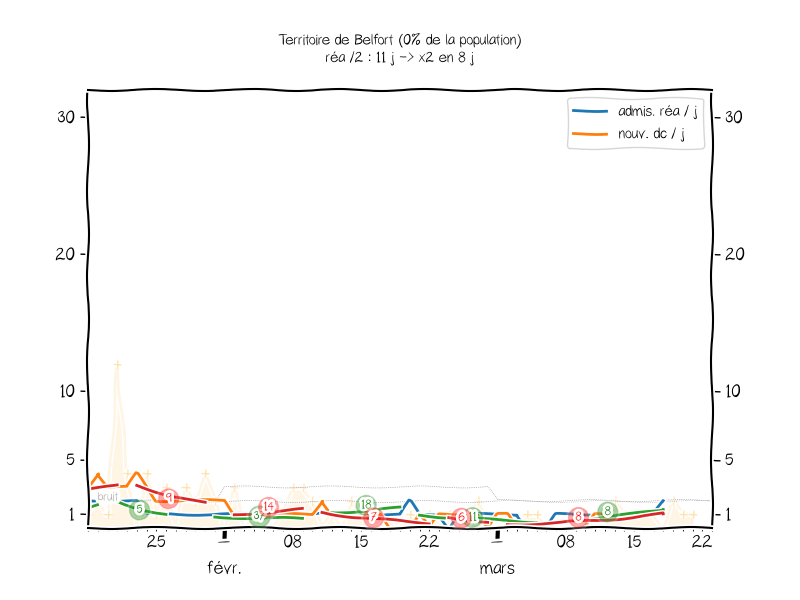 Territoire de Belfort (0% de la population)
réa /2 : 11 j -> x2 en 8 j
admis. réa / j
nouv. dc / j
30 30
20 20
10 10
5 5
bruit
9
5
14
18
7
6 11
8
8
1 1
25 1 08 15 22 1 08 15 22
févr. mars